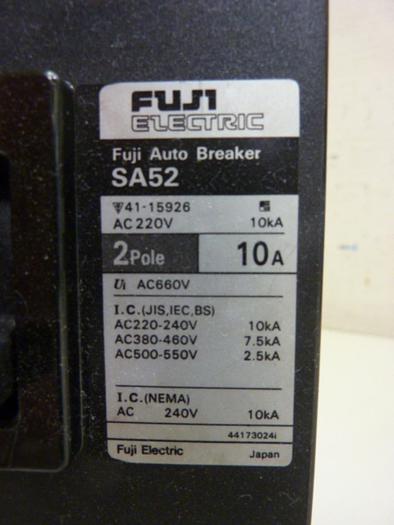 FUJI
ELECTRIC
Fuji Auto Breaker
SA52
41-15926
AC 220V 10kA
2Pole 10A
Ui AC660V
I.C.(JIS,IEC,BS)
AC220-240V 10kA
AC380-460V 7.5kA
AC500-550V 2.5kA
I.C.(NEMA)
AC 240V 10kA
44173024i
Fuji Electric Japan